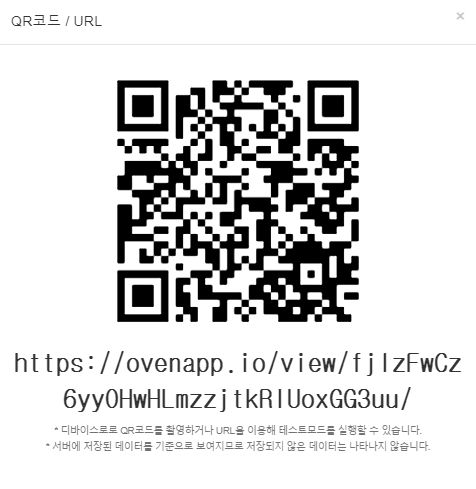 QR코드 / URL
×
https://ovenapp.io/view/fjIzFwCz
6yyOHwHLmzzjtkRlUoxGG3uu/
* 디바이스로로 QR코드를 촬영하거나 URL을 이용해 테스트모드를 실행할 수 있습니다.
* 서버에 저장된 데이터를 기준으로 보여지므로 저장되지 않은 데이터는 나타나지 않습니다.